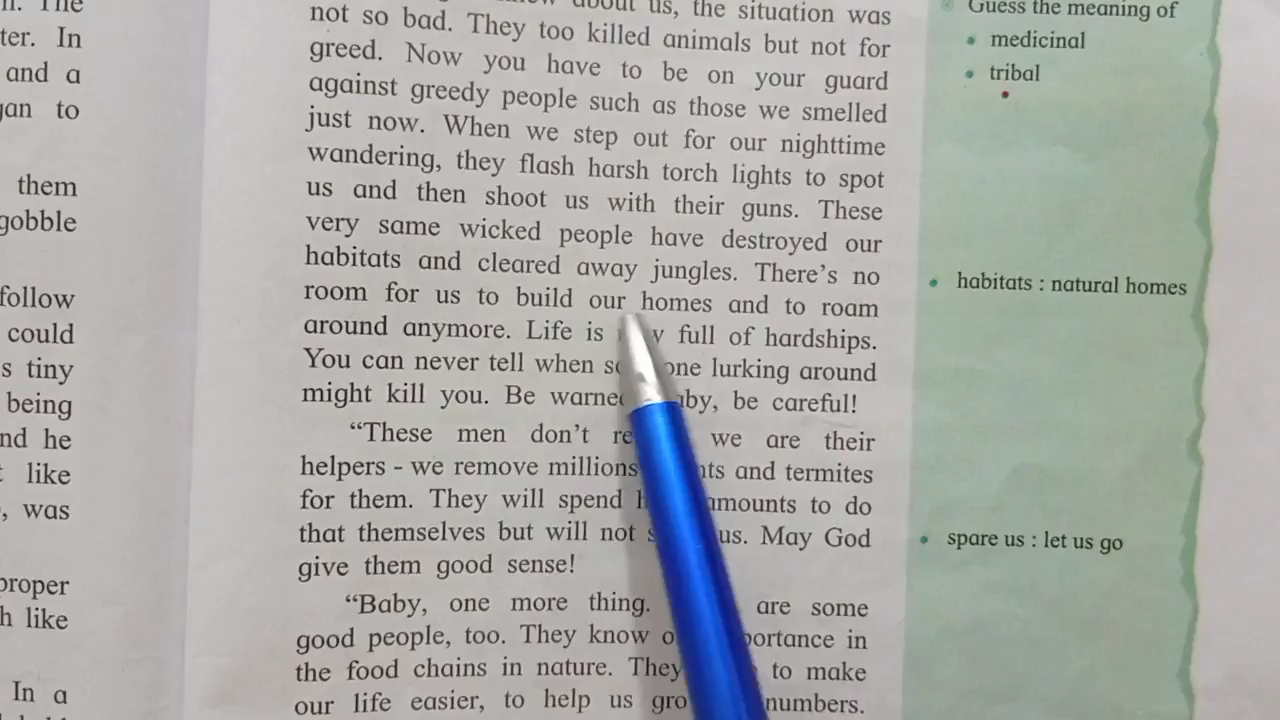 ter. In
and a
to
them
gobble
follow
could
s tiny
being
nd he
like
, was
proper
h like
In a
about us, the situation was
not so bad. They too killed animals but not for
greed. Now you have to be on your guard
against greedy people such as those we smelled
just now. When we step out for our nighttime
wandering, they flash harsh torch lights to spot
us and then shoot us with their guns. These
very same wicked people have destroyed our
habitats and cleared away jungles. There's no
room for us to build our homes and to roam
around anymore. Life is full of hardships.
You can never tell when lurking around
might kill you. Be be careful!
"These men don't we are their
helpers - we remove millions and termites
for them. They will spend amounts to do
that themselves but will not us. May God
give them good sense!
"Baby, one more thing. are some
good people, too. They know in
the food chains in nature. They to make
our life easier, to help us numbers.
Guess the meaning of
• medicinal
• tribal
• habitats : natural homes
• spare us : let us go